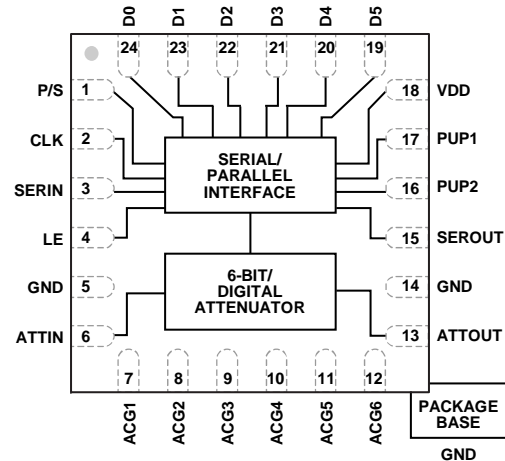 D0
D1
D2
D3
D4
D5
24
23
22
21
20
19
P/S 1
18 VDD
CLK 2
17 PUP1
SERIN 3
16 PUP2
LE 4
15 SEROUT
GND 5
14 GND
ATTIN 6
13 ATTOUT
SERIAL/
PARALLEL
INTERFACE
6-BIT/
DIGITAL
ATTENUATOR
7
8
9
10
11
12
ACG1
ACG2
ACG3
ACG4
ACG5
ACG6
PACKAGE
BASE
GND